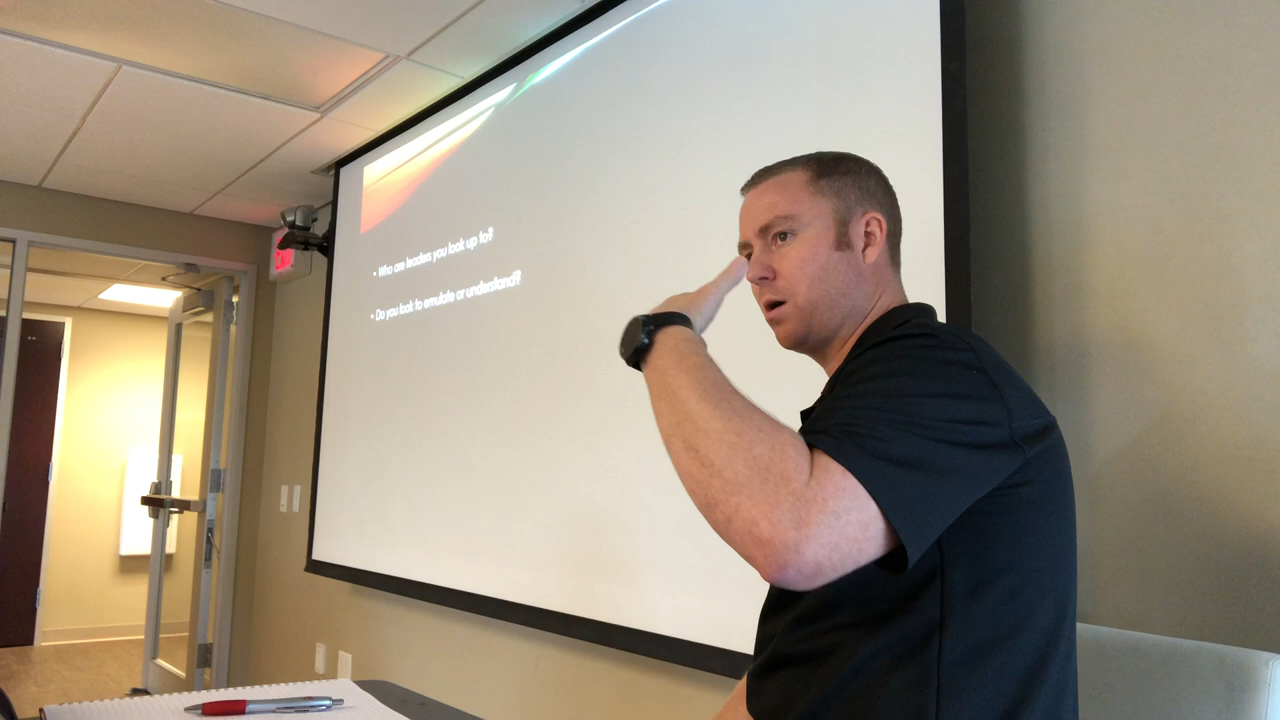 • Who are leaders you look up to?
• Do you look to emulate or understand?